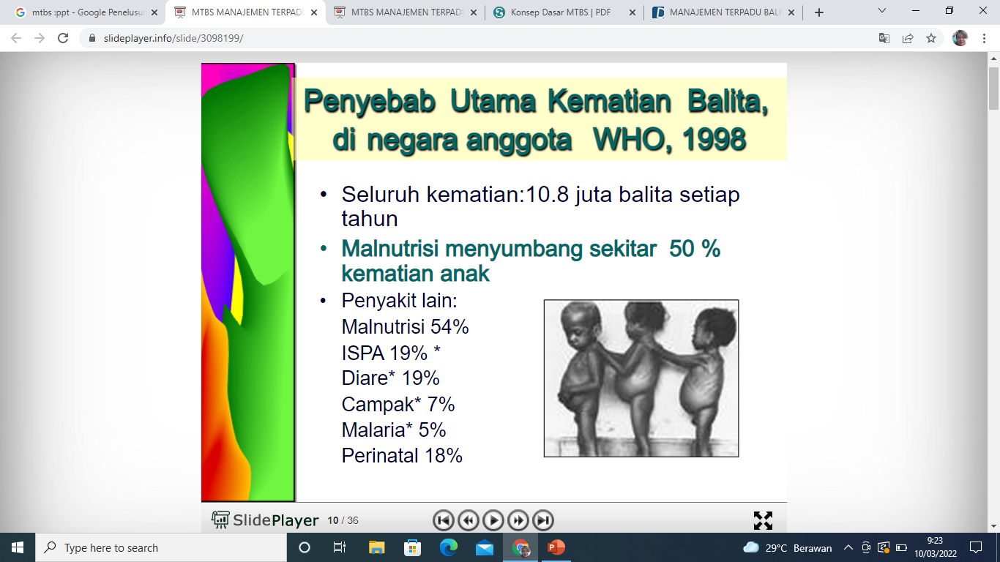 mtbs :ppt - Google Penelusu
MTBS MANAJEMEN TERPADU
MTBS MANAJEMEN TERPADU
Konsep Dasar MTBS | PDF
MANAJEMEN TERPADU BALI
slideplayer.info/slide/3098199/
Penyebab Utama Kematian Balita,
di negara anggota WHO, 1998
• Seluruh kematian:10.8 juta balita setiap
tahun
• Malnutrisi menyumbang sekitar 50 %
kematian anak
• Penyakit lain:
Malnutrisi 54%
ISPA 19% *
Diare* 19%
Campak* 7%
Malaria* 5%
Perinatal 18%
SlidePlayer 10 / 36
Type here to search
29°C Berawan
9:23
10/03/2022